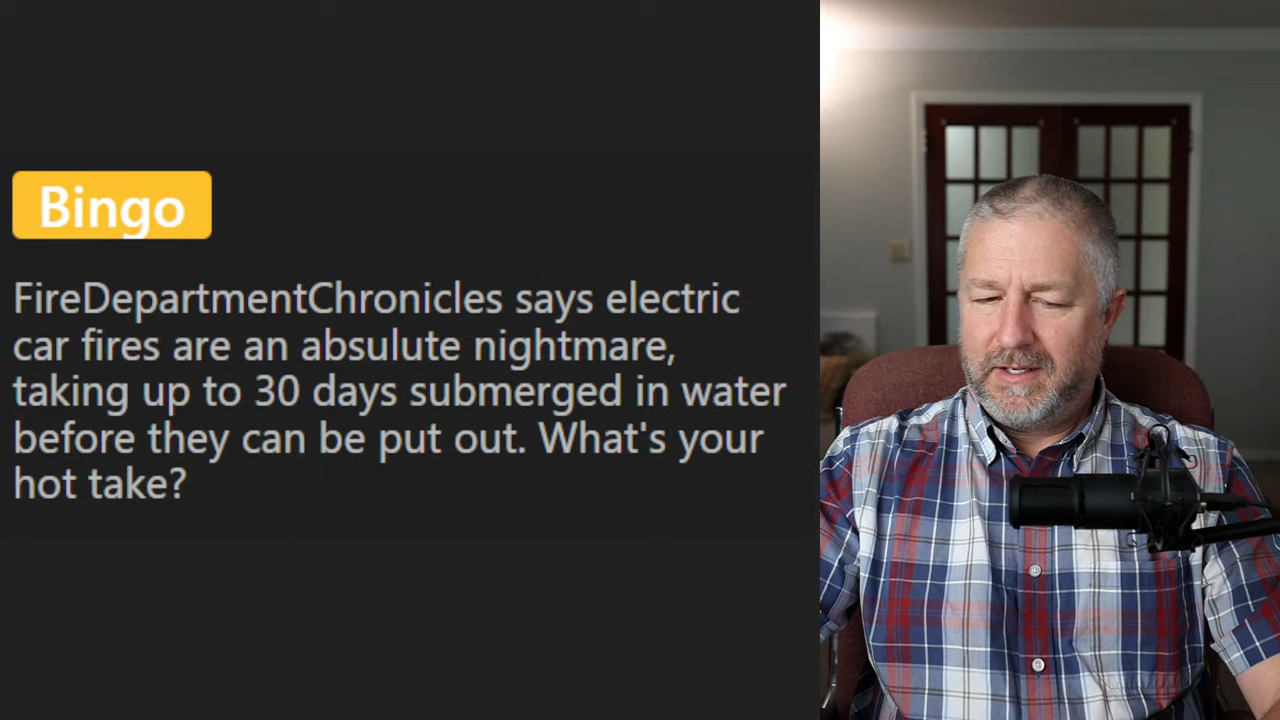 Bingo
FireDepartmentChronicles says electric
car fires are an absulute nightmare,
taking up to 30 days submerged in water
before they can be put out. What's your
hot take?